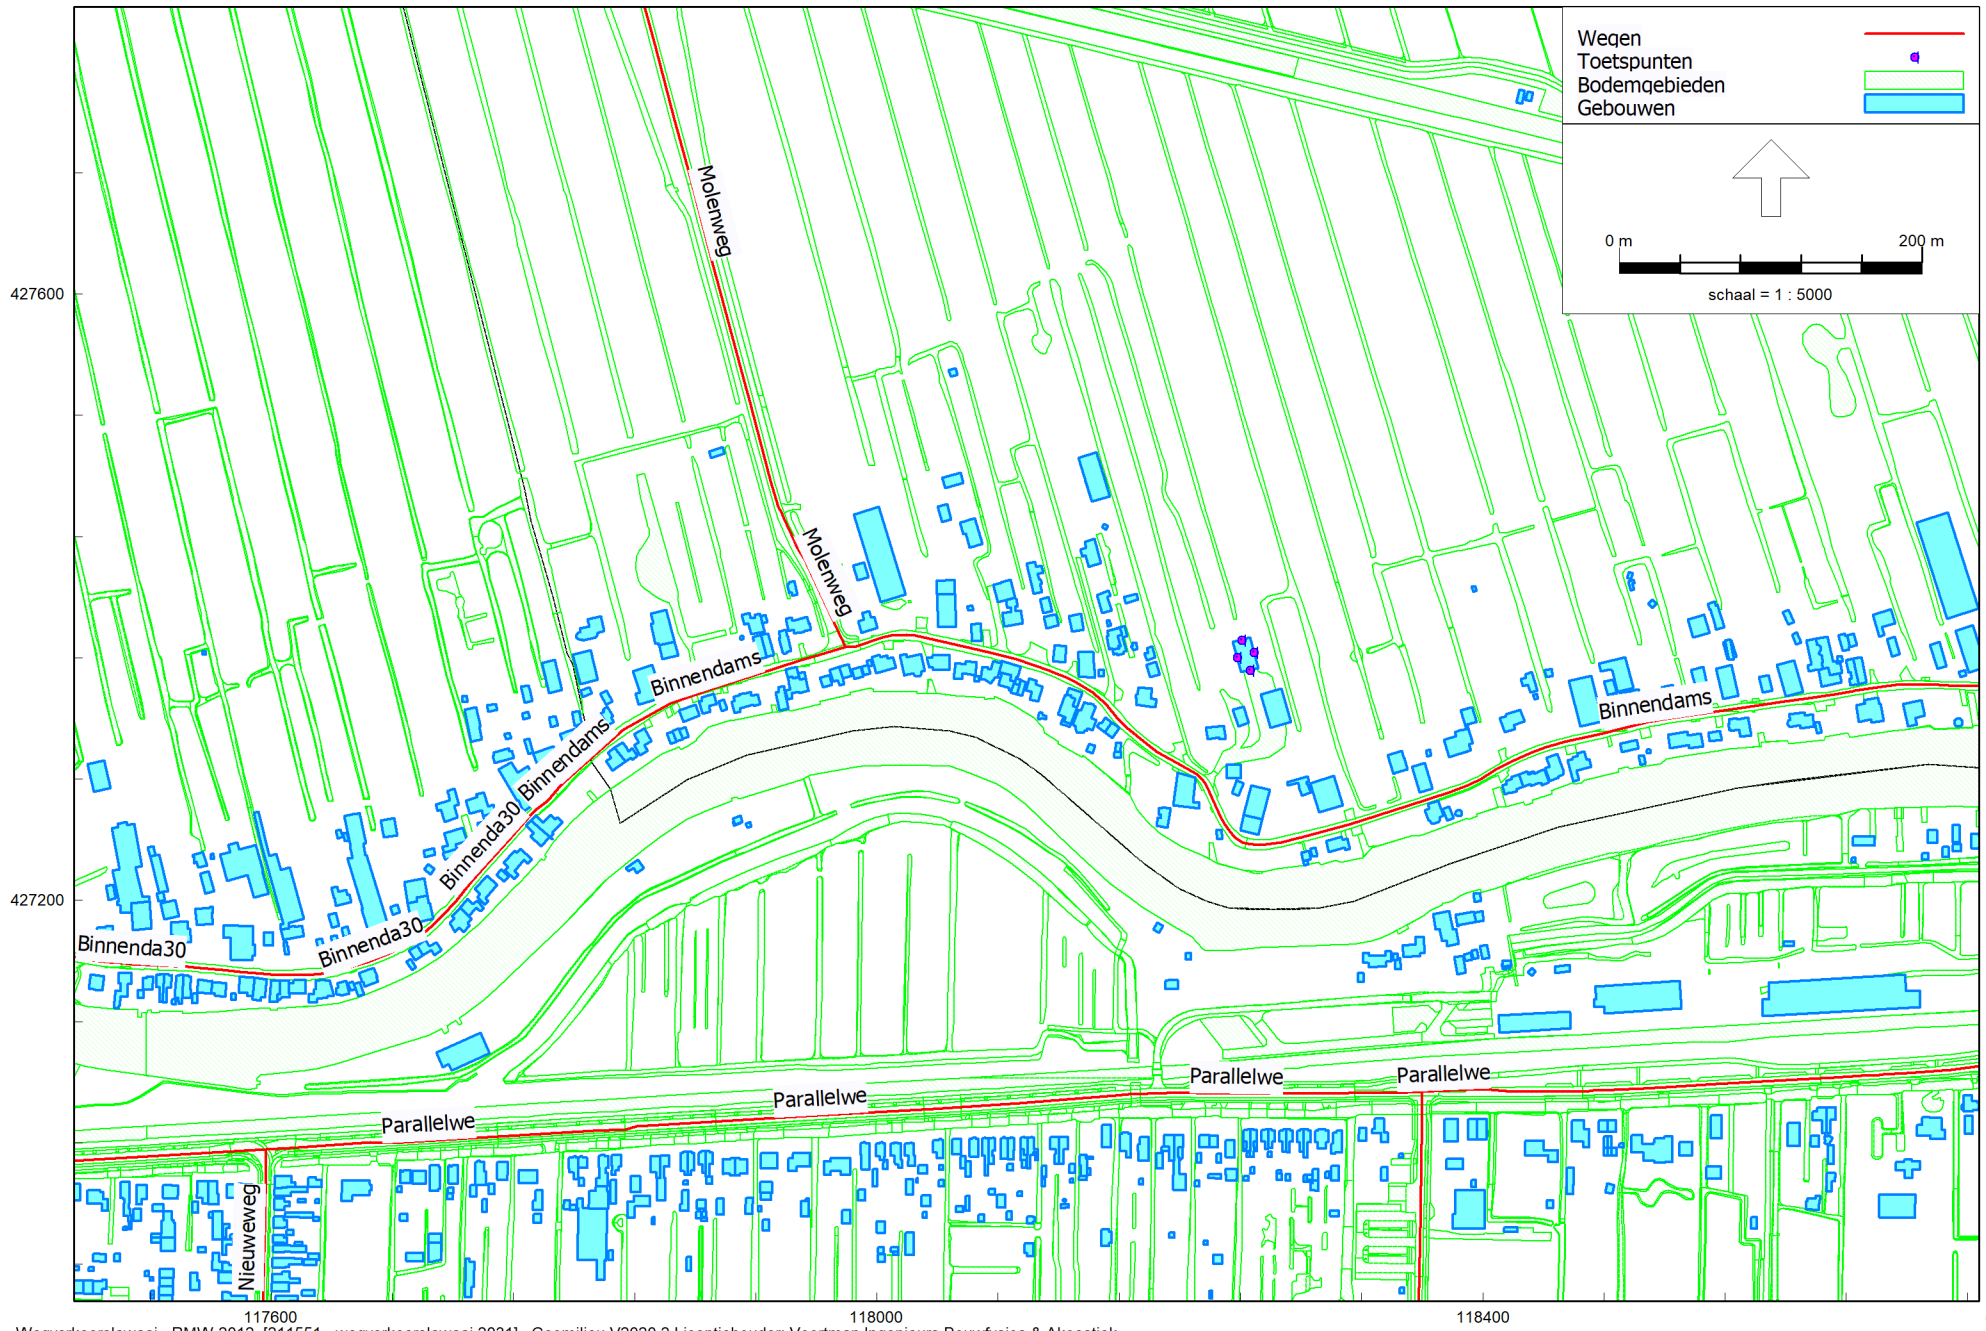 Wegen
Toetspunten
Bodemgebieden
Gebouwen
0 m 200 m
schaal = 1 : 5000
Molenweg
427600
Molenweg
Binnendams
Binnendams
Binnendams
Binnenda30
427200
Binnenda30
Binnenda30
Parallelwe
Parallelwe
Parallelwe
Parallelwe
Nieuweweg
117600 118000 118400